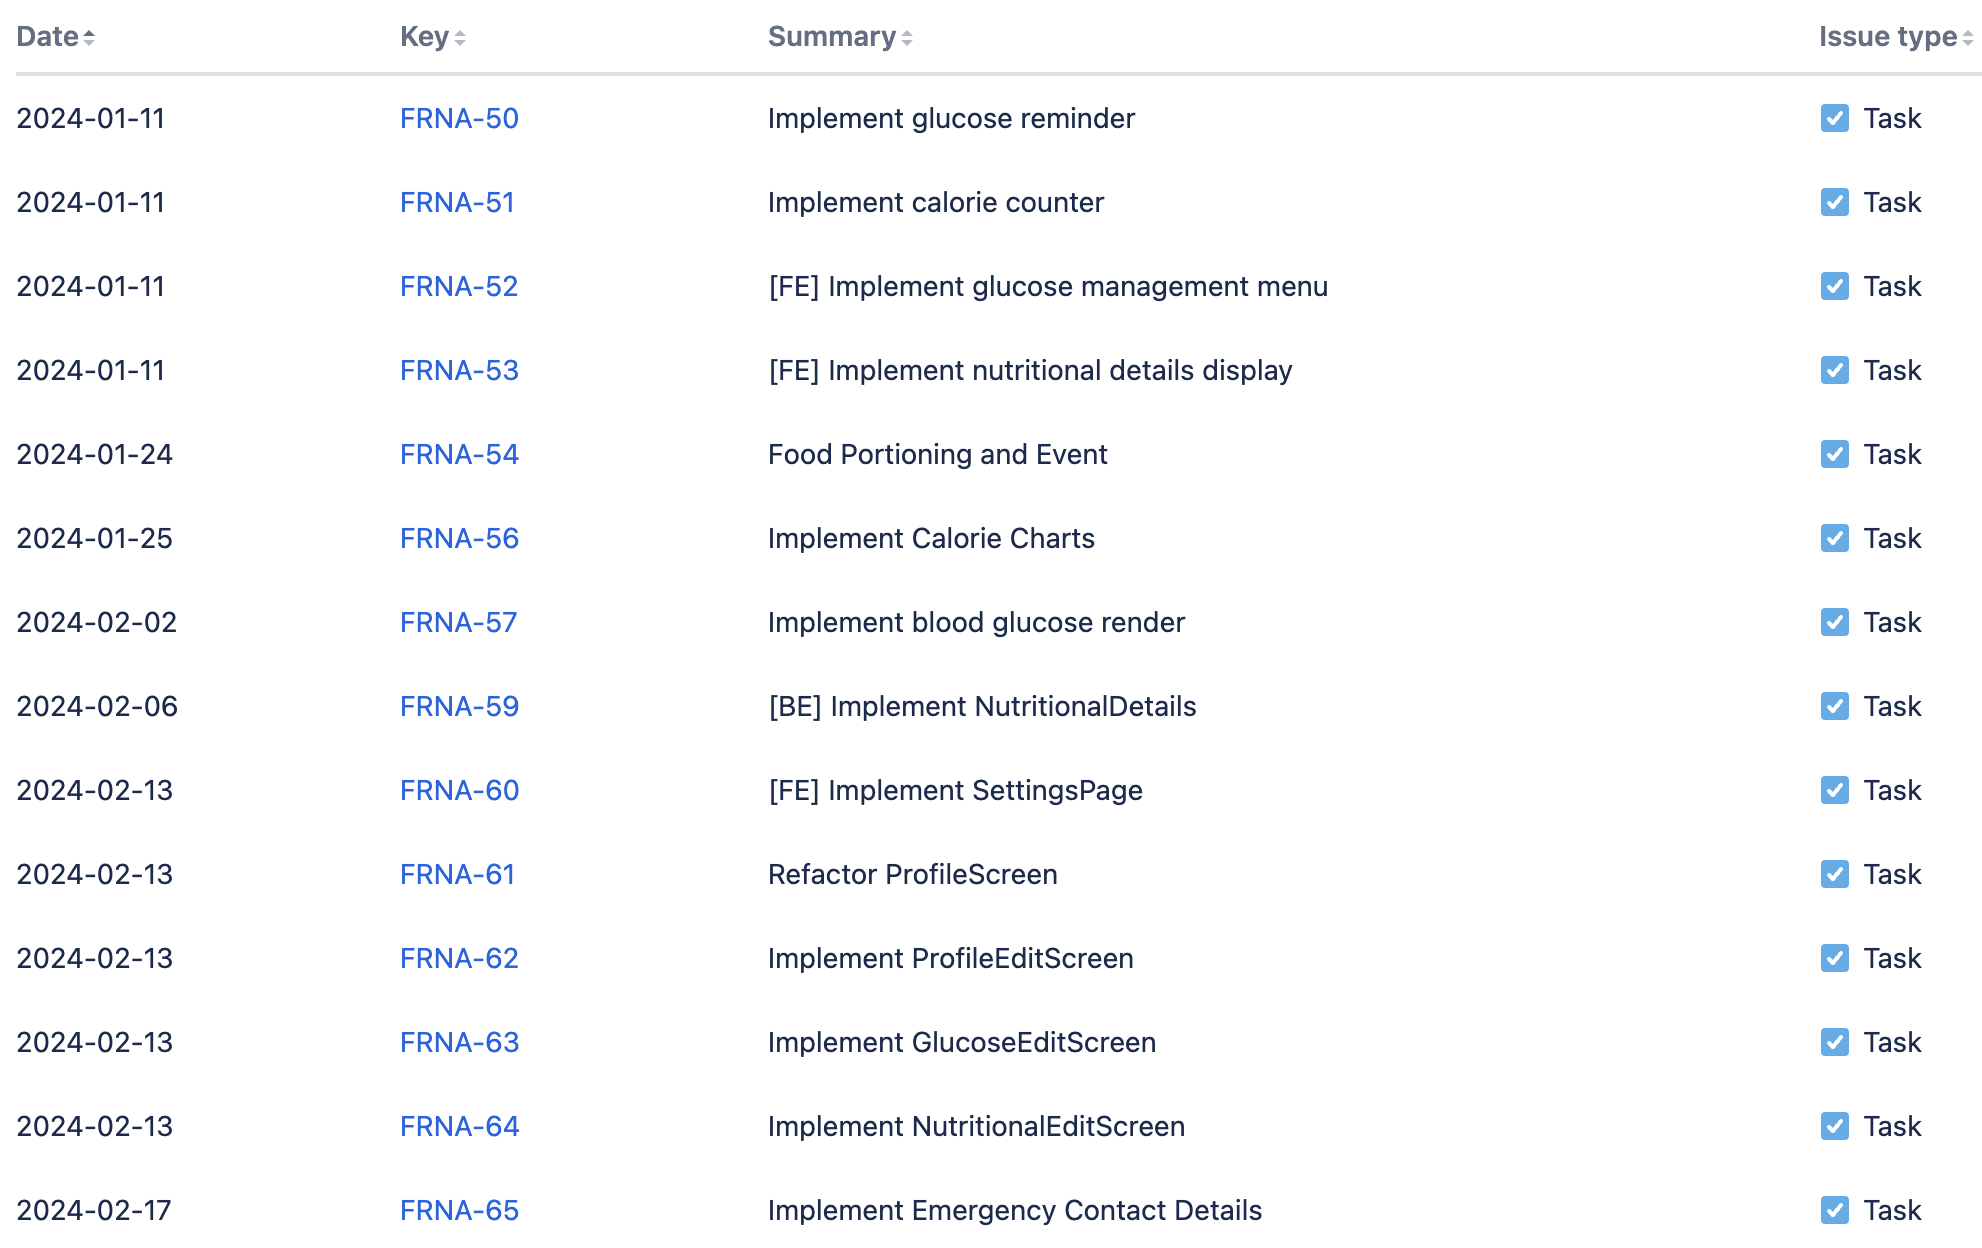 Date Key Summary Issue type
2024-01-11 FRNA-50 Implement glucose reminder Task
2024-01-11 FRNA-51 Implement calorie counter Task
2024-01-11 FRNA-52 [FE] Implement glucose management menu Task
2024-01-11 FRNA-53 [FE] Implement nutritional details display Task
2024-01-24 FRNA-54 Food Portioning and Event Task
2024-01-25 FRNA-56 Implement Calorie Charts Task
2024-02-02 FRNA-57 Implement blood glucose render Task
2024-02-06 FRNA-59 [BE] Implement NutritionalDetails Task
2024-02-13 FRNA-60 [FE] Implement SettingsPage Task
2024-02-13 FRNA-61 Refactor ProfileScreen Task
2024-02-13 FRNA-62 Implement ProfileEditScreen Task
2024-02-13 FRNA-63 Implement GlucoseEditScreen Task
2024-02-13 FRNA-64 Implement NutritionalEditScreen Task
2024-02-17 FRNA-65 Implement Emergency Contact Details Task